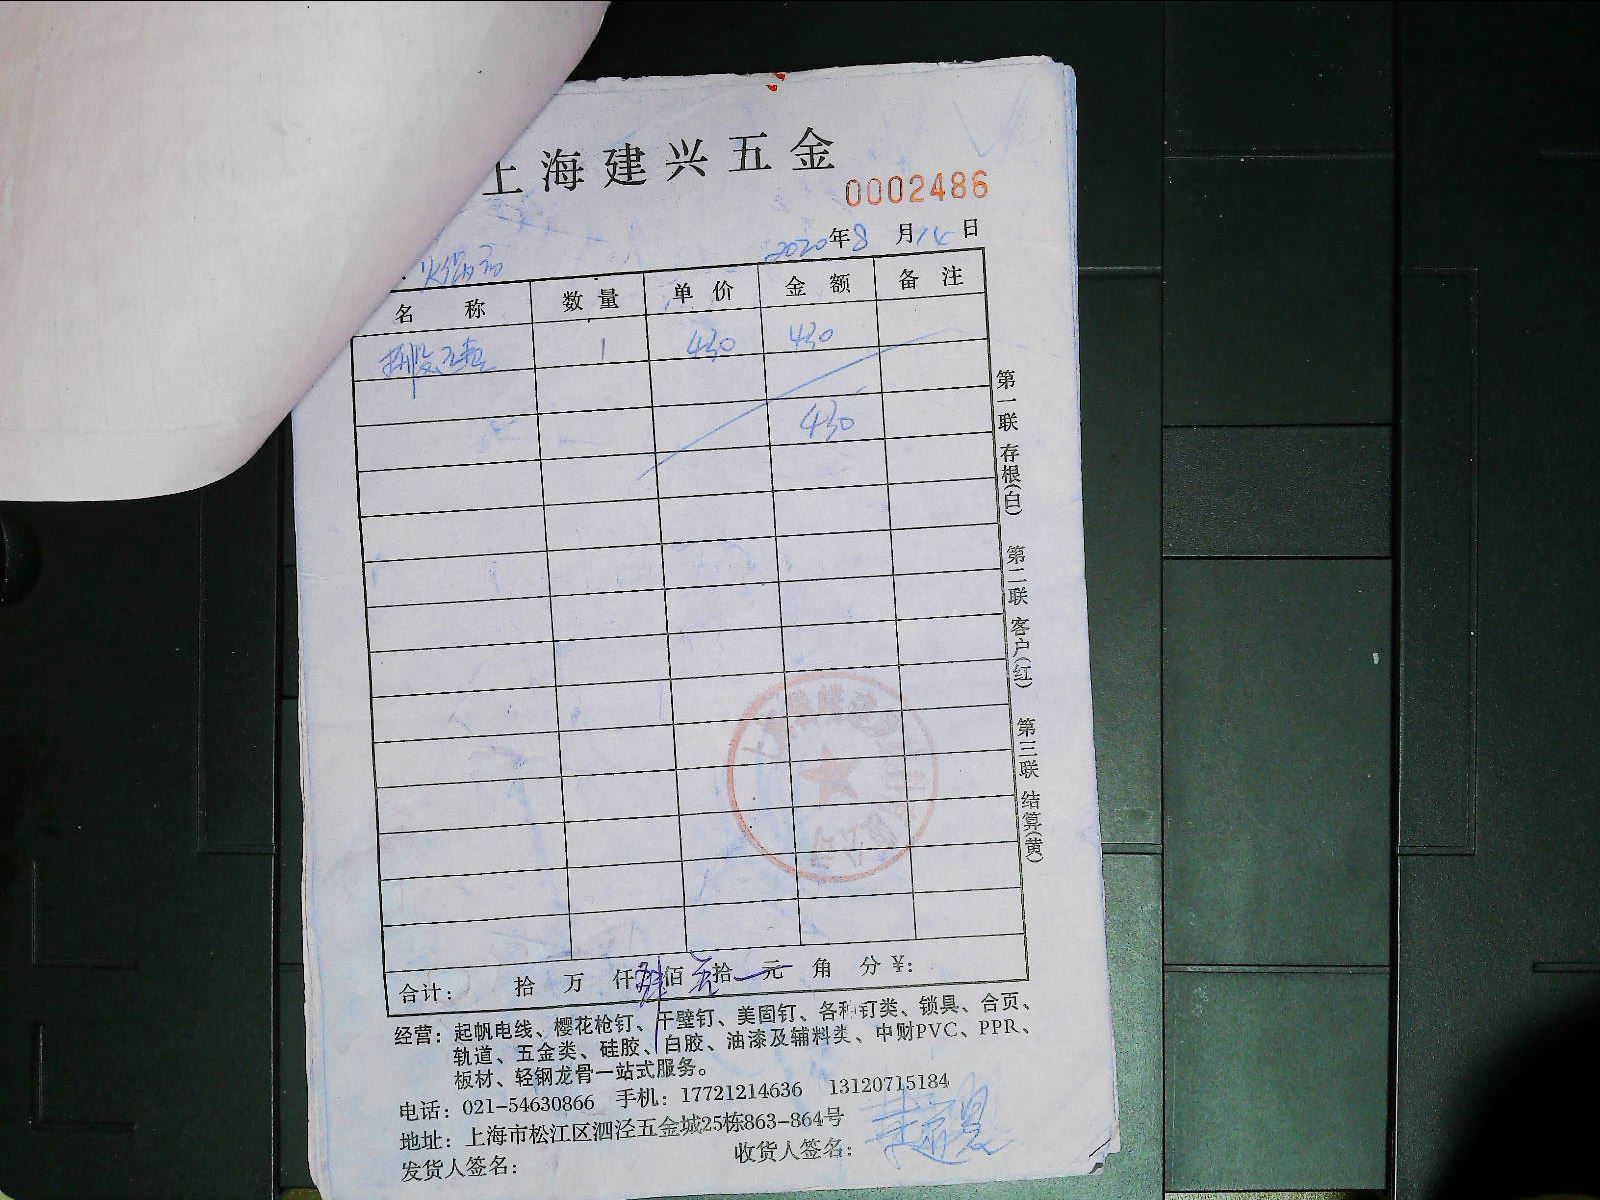 上海建兴五金
0002486
2020年8月14日
名称 数量 单价 金额 备注
1 430 430
430
第一联 存根(白) 第二联 客户(红) 第三联 结算(黄)
合计: 拾 万 仟 佰 拾 元 角 分 ¥:
经营: 起帆电线、樱花枪钉、干壁钉、美固钉、各种钉类、锁具、合页、
轨道、五金类、硅胶、白胶、油漆及辅料类、中财PVC、PPR、
板材、轻钢龙骨一站式服务。
电话: 021-54630866 手机: 17721214636 13120715184
地址: 上海市松江区泗泾五金城25栋863-864号
发货人签名: 收货人签名: